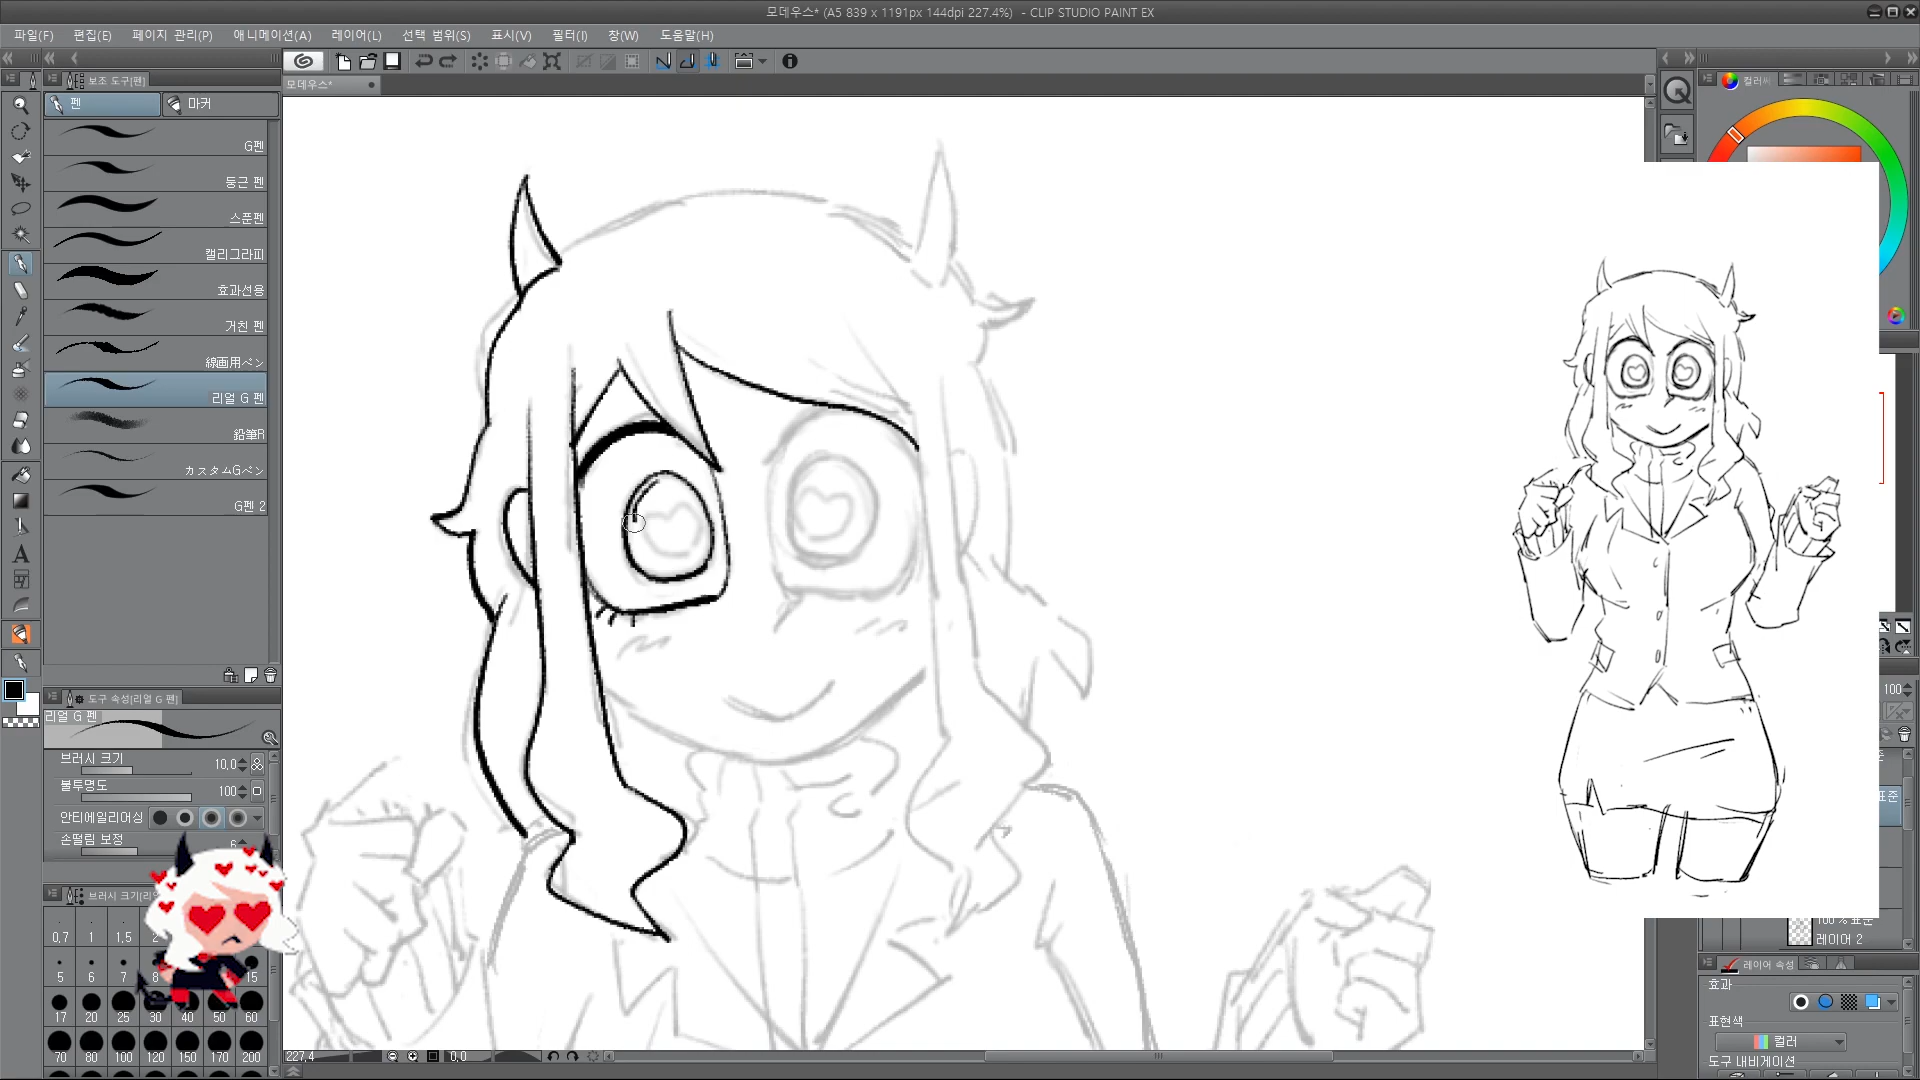 모데우스* (A5 839 x 1191px 144dpi 227.4%)  - CLIP STUDIO PAINT EX
파일(F) 편집(E) 페이지 관리(P) 애니메이션(A) 레이어(L) 선택 범위(S) 표시(V) 필터(I) 창(W) 도움말(H)
보조 도구[펜]
모데우스*
컬러써
펜 마커
G펜
둥근 펜
스푼펜
캘리그라피
효과선용
거친 펜
線画用ペン
리얼 G 펜
鉛筆R
カスタムGペン
G펜 2
도구 속성[리얼 G 펜]
리얼 G 펜
브러시 크기 10,0
불투명도 100
안티에일리어싱
손떨림 보정 6
브러시 크기[리
0,7 1 1,5 2
5 6 7 8 15
17 20 25 30 40 50 60
70 80 100 120 150 170 200
227,4 0,0
100
표준
100 % 표준
레이어 2
레이어 속성
효과
표현색
컬러
도구 내비게이션